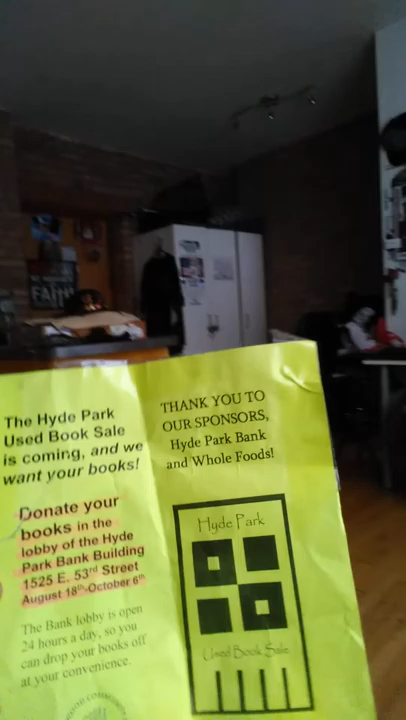 The Hyde Park
Used Book Sale
is coming, and we
want your books!
Donate your
books in the
lobby of the Hyde
Park Bank Building
1525 E. 53rd Street
August 18th-October 6th
The Bank lobby is open
24 hours a day, so you
can drop your books off
at your convenience.
THANK YOU TO
OUR SPONSORS,
Hyde Park Bank
and Whole Foods!
Hyde Park
Used Book Sale
FAITH